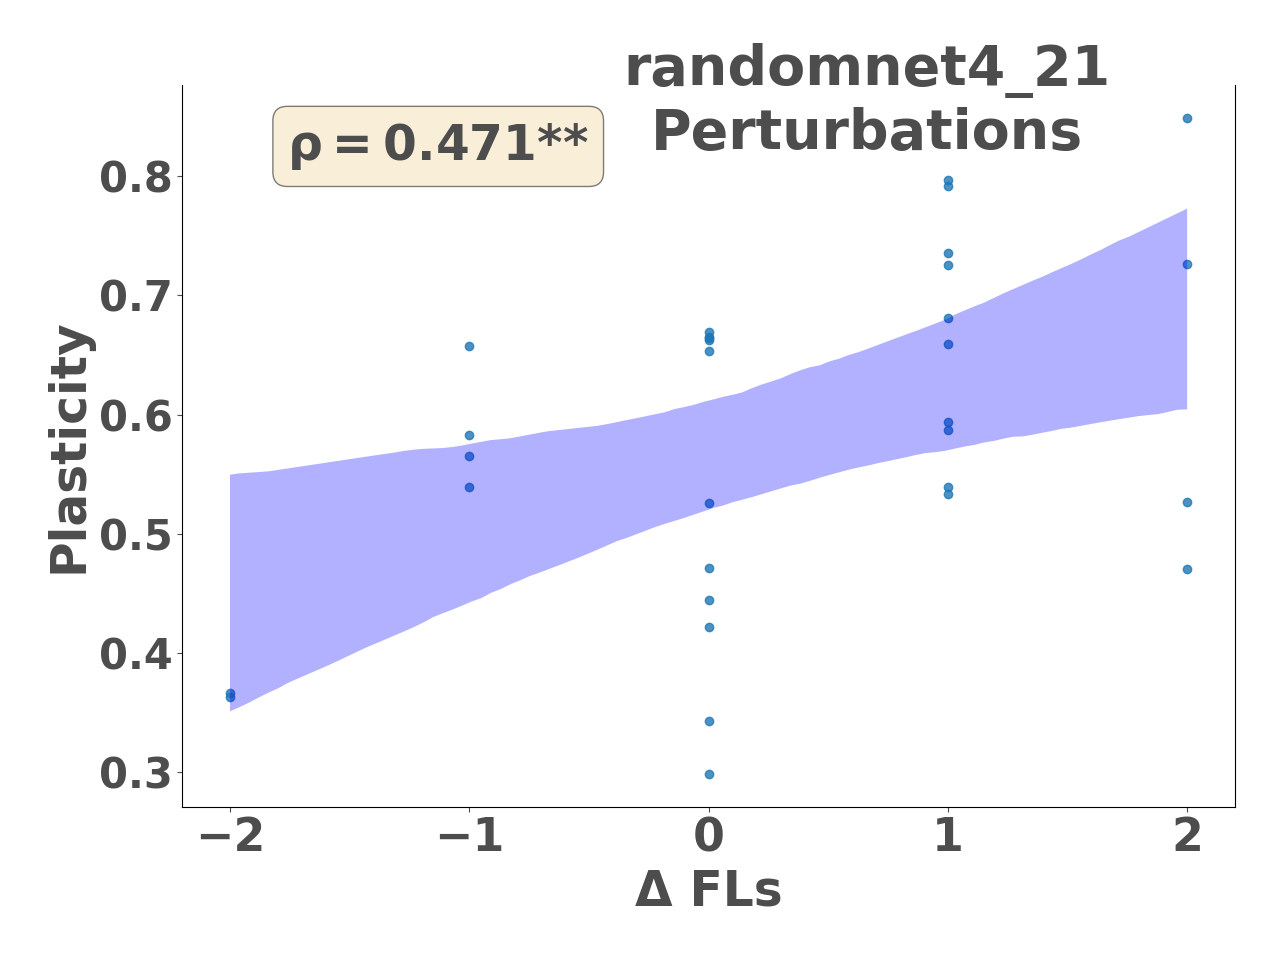 randomnet4_21
Perturbations
ρ = 0.471**
0.8
0.7
0.6
0.5
0.4
0.3
Plasticity
−2 −1 0 1 2
Δ FLs